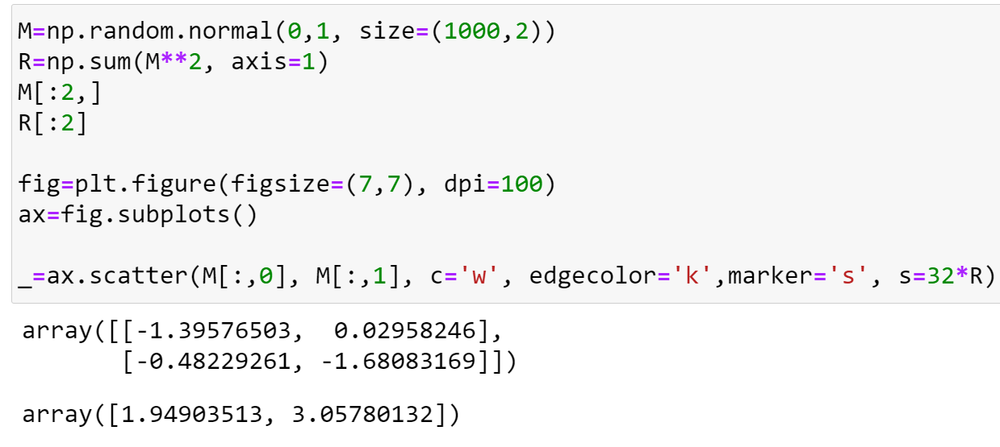 M=np.random.normal(0,1, size=(1000,2))
R=np.sum(M**2, axis=1)
M[:2,]
R[:2]
fig=plt.figure(figsize=(7,7), dpi=100)
ax=fig.subplots()
_=ax.scatter(M[:,0], M[:,1], c='w', edgecolor='k',marker='s', s=32*R)
array([[-1.39576503,  0.02958246],
       [-0.48229261, -1.68083169]])
array([1.94903513, 3.05780132])